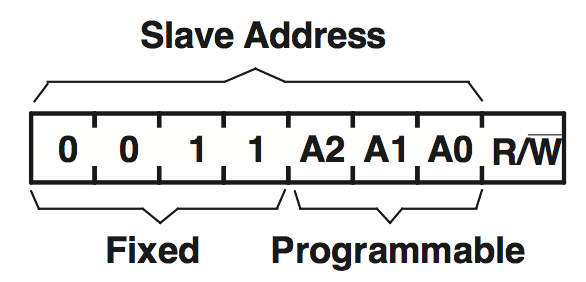 Slave Address
0 0 1 1 A2 A1 A0 R/W̅
Fixed Programmable